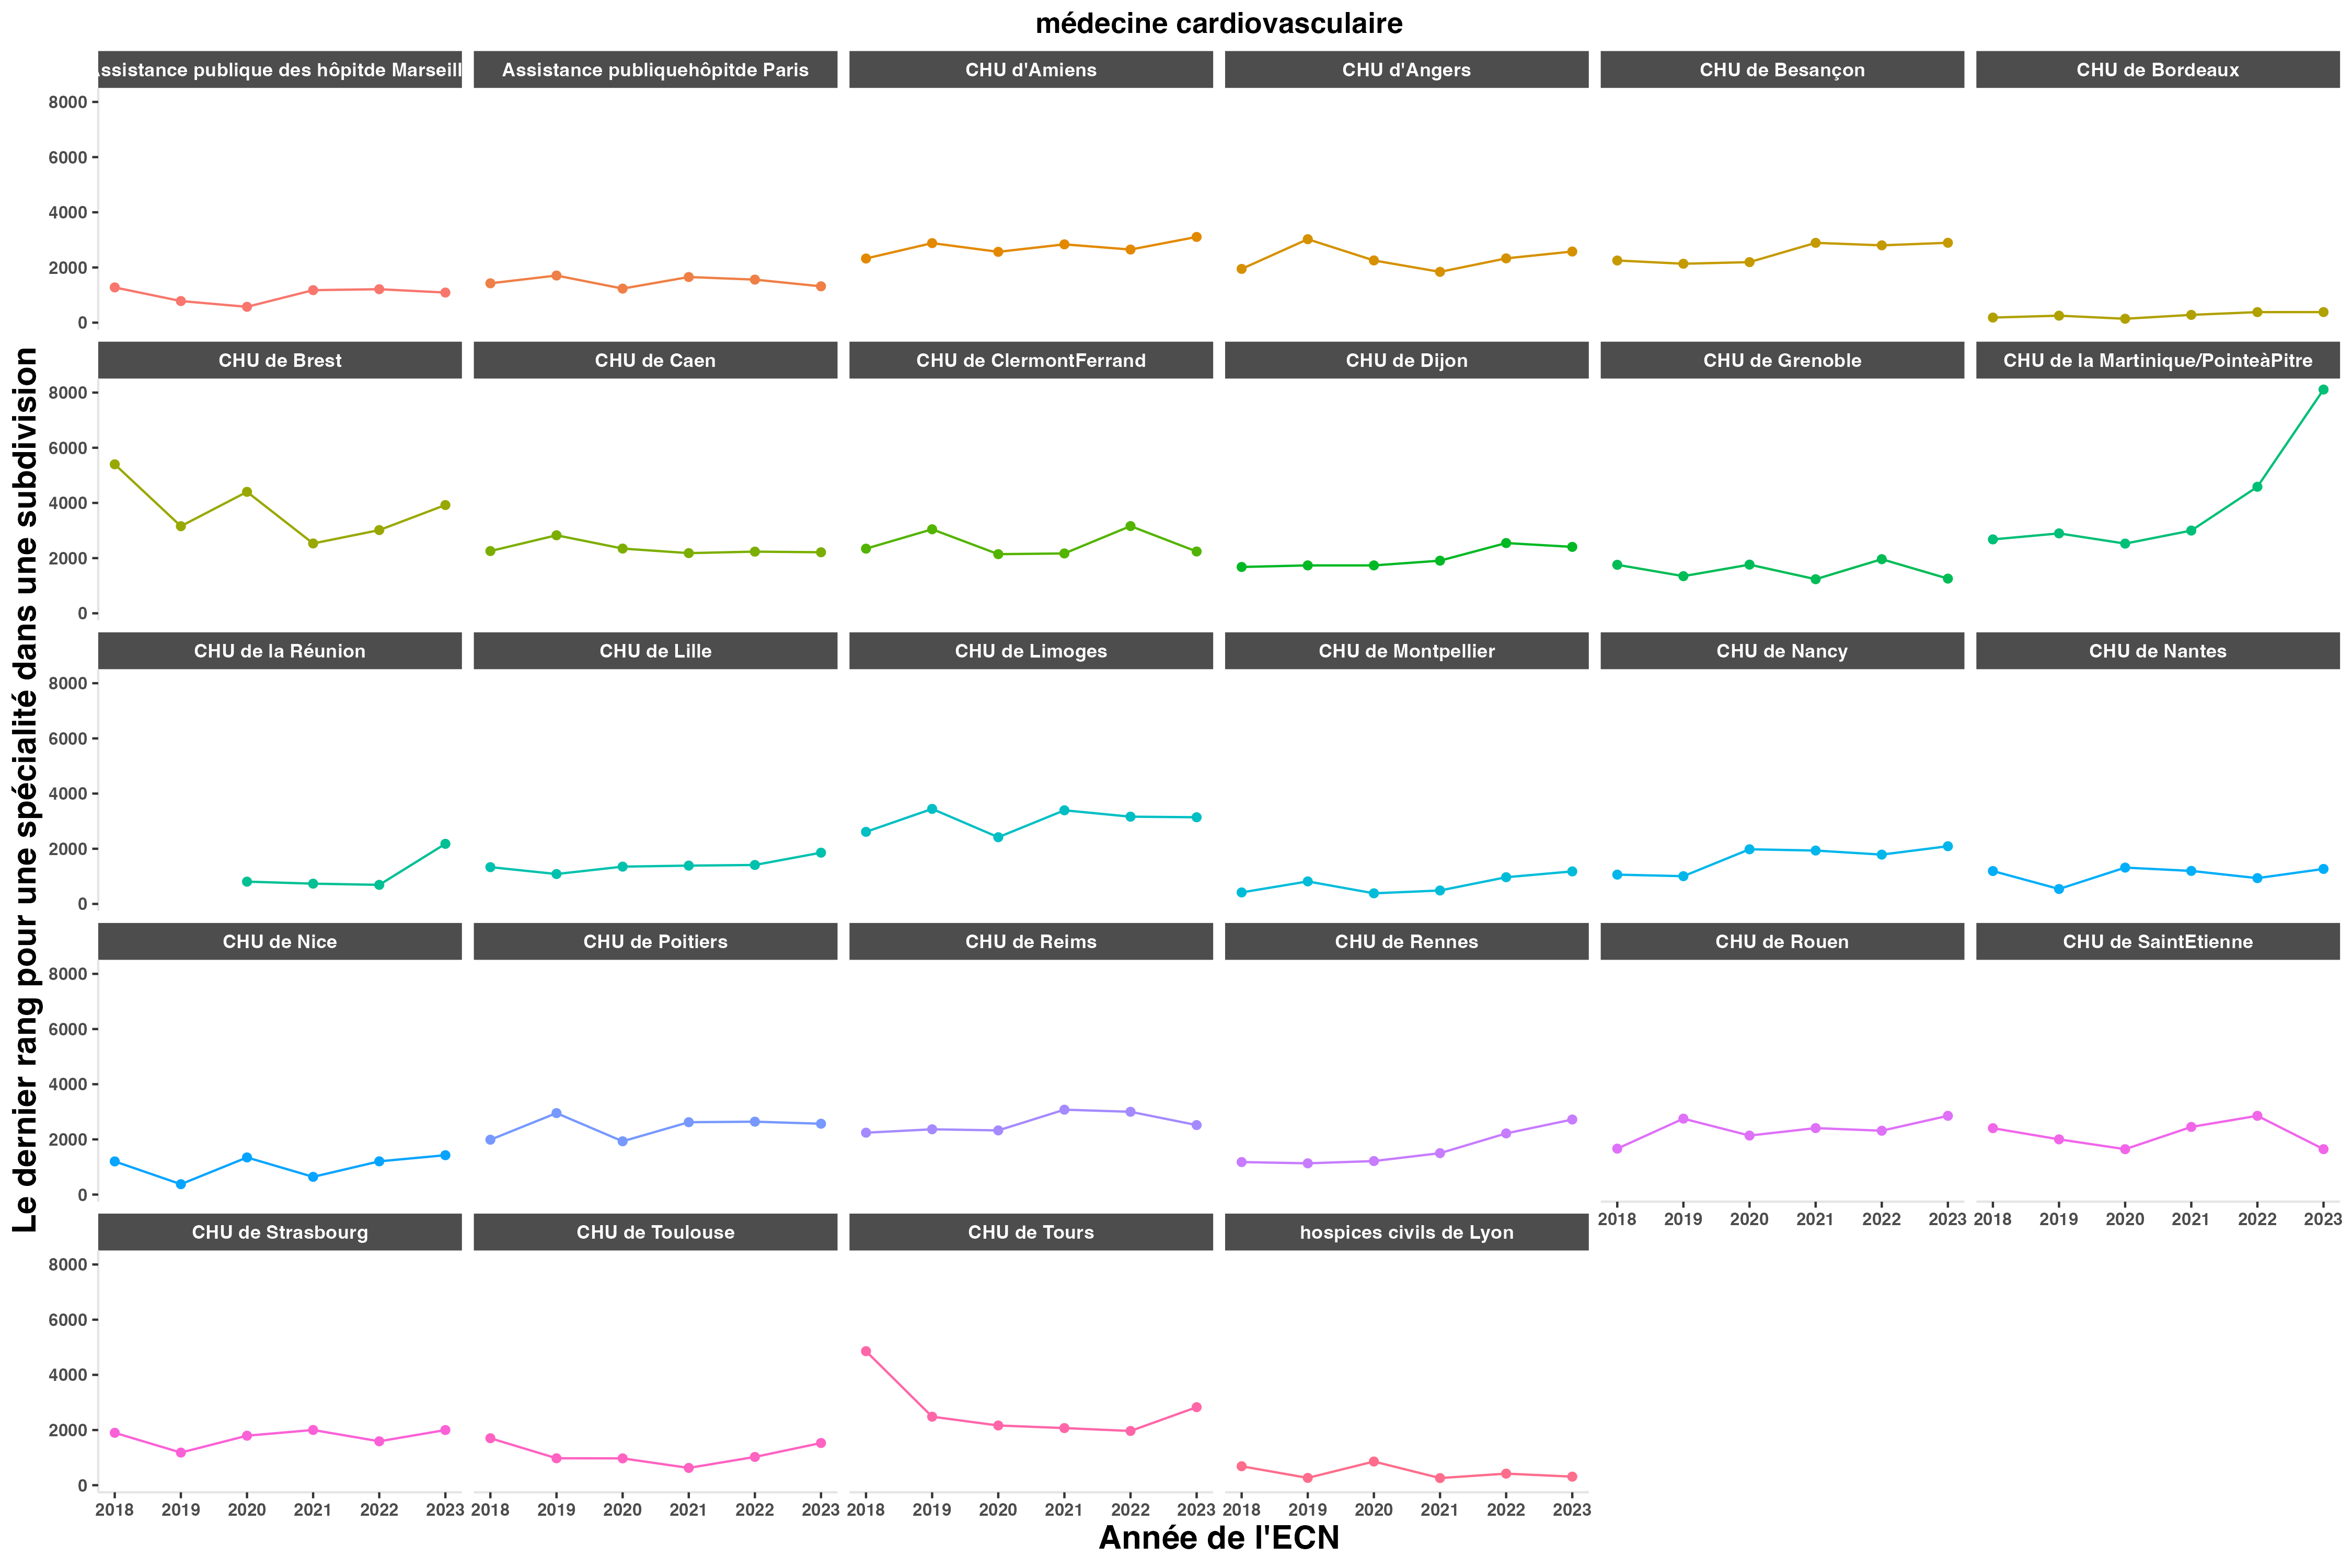 médecine cardiovasculaire
ssistance publique des hôpitde Marseill
Assistance publiquehôpitde Paris
CHU d'Amiens
CHU d'Angers
CHU de Besançon
CHU de Bordeaux
8000
6000
4000
2000
0
CHU de Brest
CHU de Caen
CHU de ClermontFerrand
CHU de Dijon
CHU de Grenoble
CHU de la Martinique/PointeàPitre
8000
6000
4000
2000
0
CHU de la Réunion
CHU de Lille
CHU de Limoges
CHU de Montpellier
CHU de Nancy
CHU de Nantes
8000
6000
4000
2000
0
CHU de Nice
CHU de Poitiers
CHU de Reims
CHU de Rennes
CHU de Rouen
CHU de SaintEtienne
8000
6000
4000
2000
0
2018 2019 2020 2021 2022 2023
2018 2019 2020 2021 2022 2023
CHU de Strasbourg
CHU de Toulouse
CHU de Tours
hospices civils de Lyon
8000
6000
4000
2000
0
2018 2019 2020 2021 2022 2023
2018 2019 2020 2021 2022 2023
2018 2019 2020 2021 2022 2023
2018 2019 2020 2021 2022 2023
Année de l'ECN
Le dernier rang pour une spécialité dans une subdivision